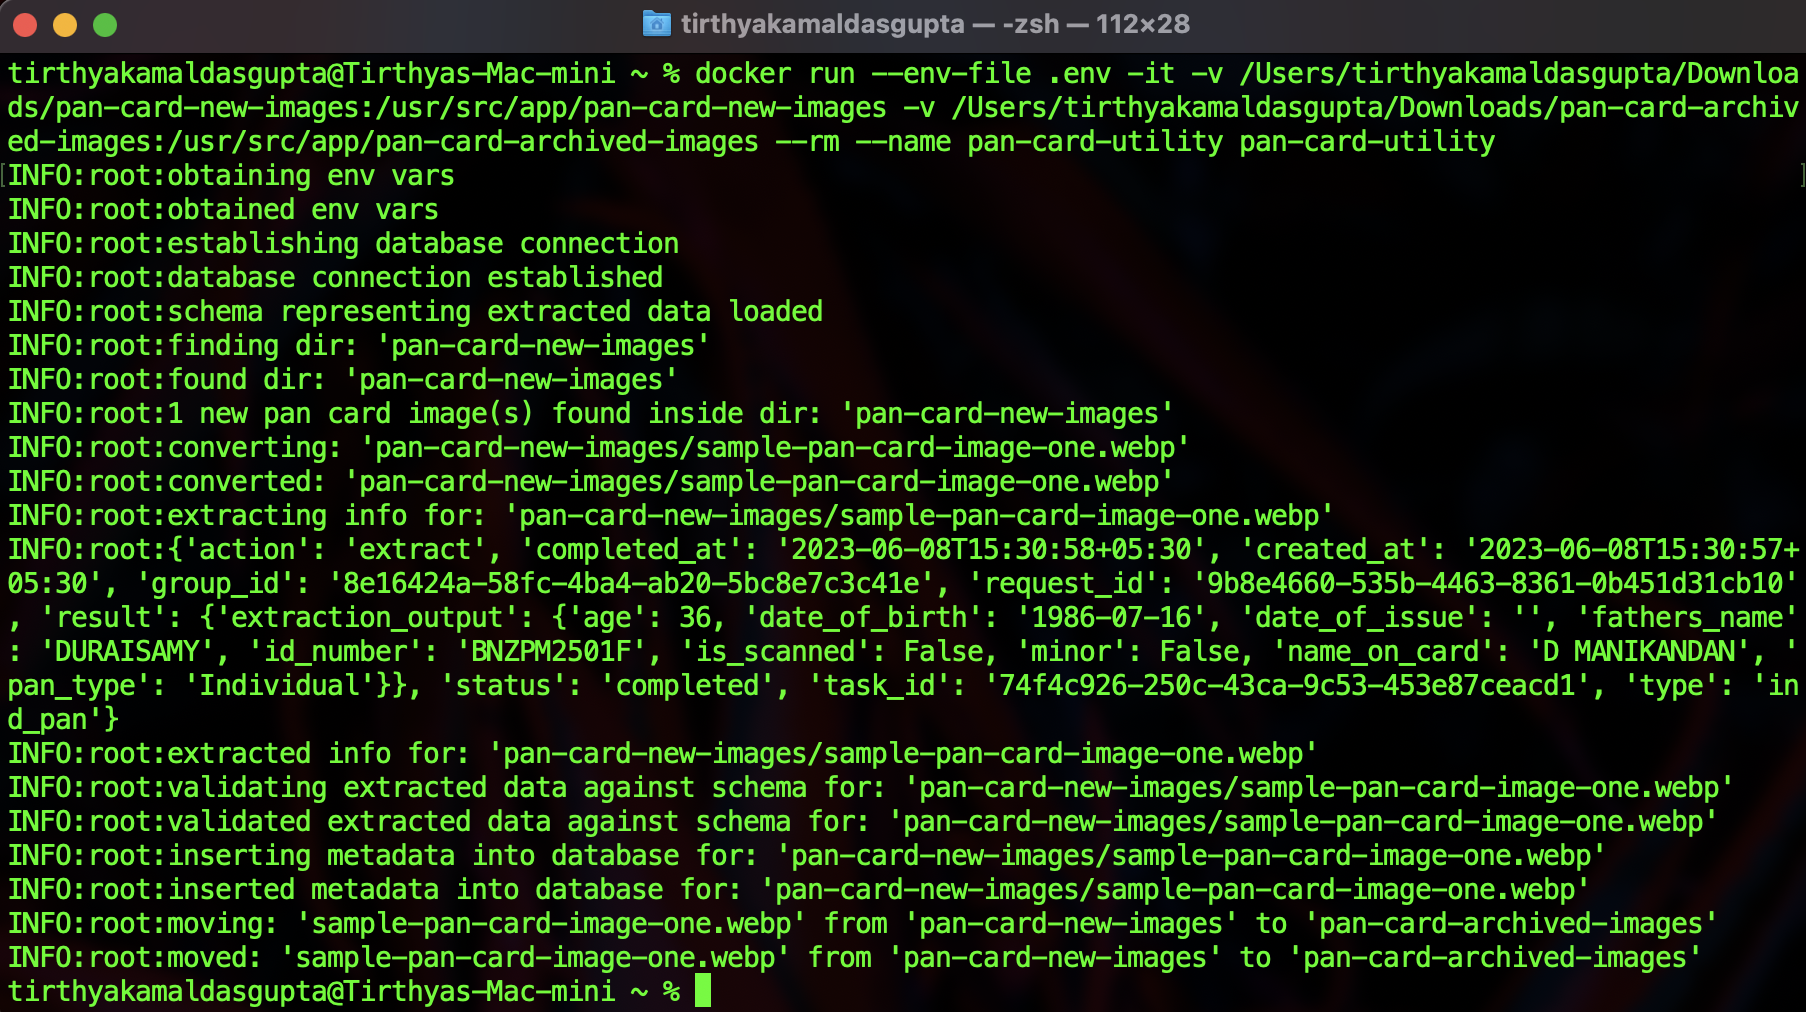 tirthyakamaldasgupta — -zsh — 112×28
tirthyakamaldasgupta@Tirthyas-Mac-mini ~ % docker run --env-file .env -it -v /Users/tirthyakamaldasgupta/Downloa
ds/pan-card-new-images:/usr/src/app/pan-card-new-images -v /Users/tirthyakamaldasgupta/Downloads/pan-card-archiv
ed-images:/usr/src/app/pan-card-archived-images --rm --name pan-card-utility pan-card-utility
[INFO:root:obtaining env vars ]
INFO:root:obtained env vars
INFO:root:establishing database connection
INFO:root:database connection established
INFO:root:schema representing extracted data loaded
INFO:root:finding dir: 'pan-card-new-images'
INFO:root:found dir: 'pan-card-new-images'
INFO:root:1 new pan card image(s) found inside dir: 'pan-card-new-images'
INFO:root:converting: 'pan-card-new-images/sample-pan-card-image-one.webp'
INFO:root:converted: 'pan-card-new-images/sample-pan-card-image-one.webp'
INFO:root:extracting info for: 'pan-card-new-images/sample-pan-card-image-one.webp'
INFO:root:{'action': 'extract', 'completed_at': '2023-06-08T15:30:58+05:30', 'created_at': '2023-06-08T15:30:57+
05:30', 'group_id': '8e16424a-58fc-4ba4-ab20-5bc8e7c3c41e', 'request_id': '9b8e4660-535b-4463-8361-0b451d31cb10'
, 'result': {'extraction_output': {'age': 36, 'date_of_birth': '1986-07-16', 'date_of_issue': '', 'fathers_name'
: 'DURAISAMY', 'id_number': 'BNZPM2501F', 'is_scanned': False, 'minor': False, 'name_on_card': 'D MANIKANDAN', '
pan_type': 'Individual'}}, 'status': 'completed', 'task_id': '74f4c926-250c-43ca-9c53-453e87ceacd1', 'type': 'in
d_pan'}
INFO:root:extracted info for: 'pan-card-new-images/sample-pan-card-image-one.webp'
INFO:root:validating extracted data against schema for: 'pan-card-new-images/sample-pan-card-image-one.webp'
INFO:root:validated extracted data against schema for: 'pan-card-new-images/sample-pan-card-image-one.webp'
INFO:root:inserting metadata into database for: 'pan-card-new-images/sample-pan-card-image-one.webp'
INFO:root:inserted metadata into database for: 'pan-card-new-images/sample-pan-card-image-one.webp'
INFO:root:moving: 'sample-pan-card-image-one.webp' from 'pan-card-new-images' to 'pan-card-archived-images'
INFO:root:moved: 'sample-pan-card-image-one.webp' from 'pan-card-new-images' to 'pan-card-archived-images'
tirthyakamaldasgupta@Tirthyas-Mac-mini ~ %